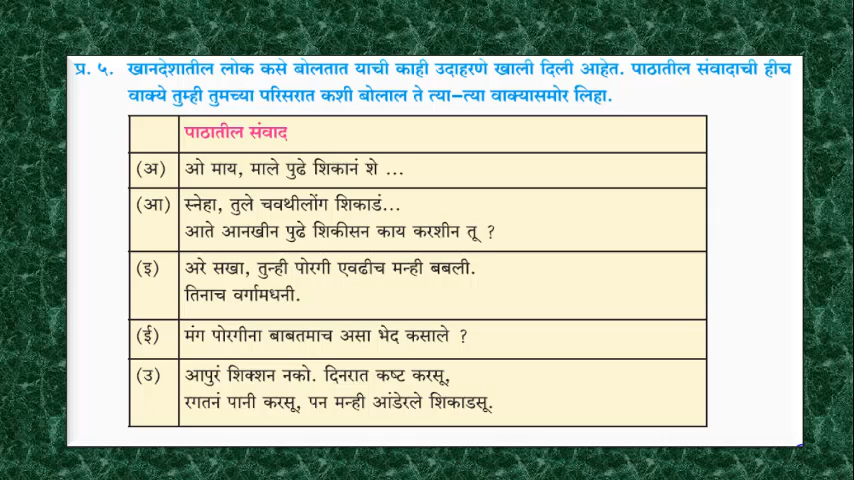 प्र. ५. खानदेशातील लोक कसे बोलतात याची काही उदाहरणे खाली दिली आहेत. पाठातील संवादाची हीच
वाक्ये तुम्ही तुमच्या परिसरात कशी बोलाल ते त्या–त्या वाक्यासमोर लिहा.
पाठातील संवाद
(अ) ओ माय, माले पुढे शिकानं शे ...
(आ) स्नेहा, तुले चवथीलोंग शिकाडं...
आते आनखीन पुढे शिकीसन काय करशीन तू ?
(इ) अरे सखा, तुन्ही पोरगी एवढीच मन्ही बबली.
तिनाच वर्गामधनी.
(ई) मंग पोरगीना बाबतमाच असा भेद कसाले ?
(उ) आपुरं शिक्शन नको. दिनरात कष्ट करसू,
रगतनं पानी करसू, पन मन्ही आंडेरले शिकाडसू.